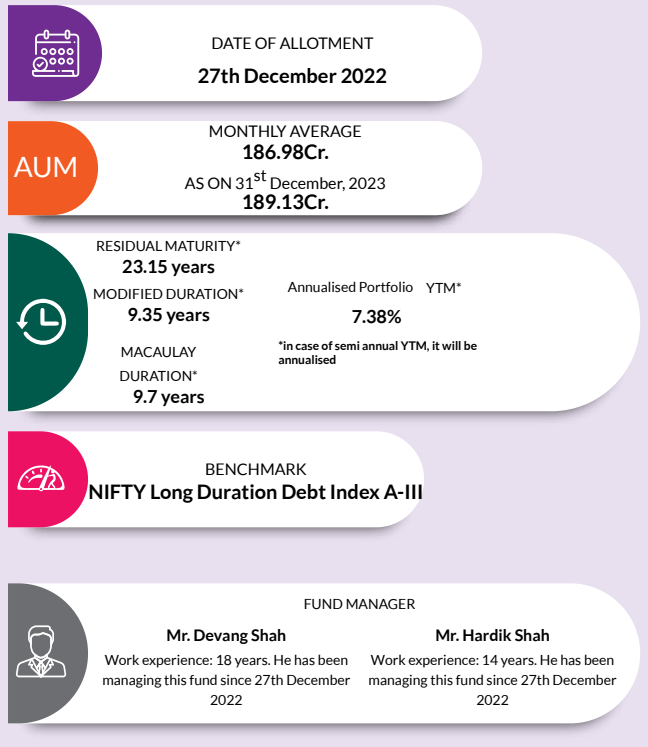 DATE OF ALLOTMENT
27th December 2022
AUM
MONTHLY AVERAGE
186.98Cr.
AS ON 31st December, 2023
189.13Cr.
RESIDUAL MATURITY*
23.15 years
MODIFIED DURATION*
9.35 years
MACAULAY
DURATION*
9.7 years
Annualised Portfolio YTM*
7.38%
*in case of semi annual YTM, it will be
annualised
BENCHMARK
NIFTY Long Duration Debt Index A-III
FUND MANAGER
Mr. Devang Shah
Work experience: 18 years. He has been
managing this fund since 27th December
2022
Mr. Hardik Shah
Work experience: 14 years. He has been
managing this fund since 27th December
2022